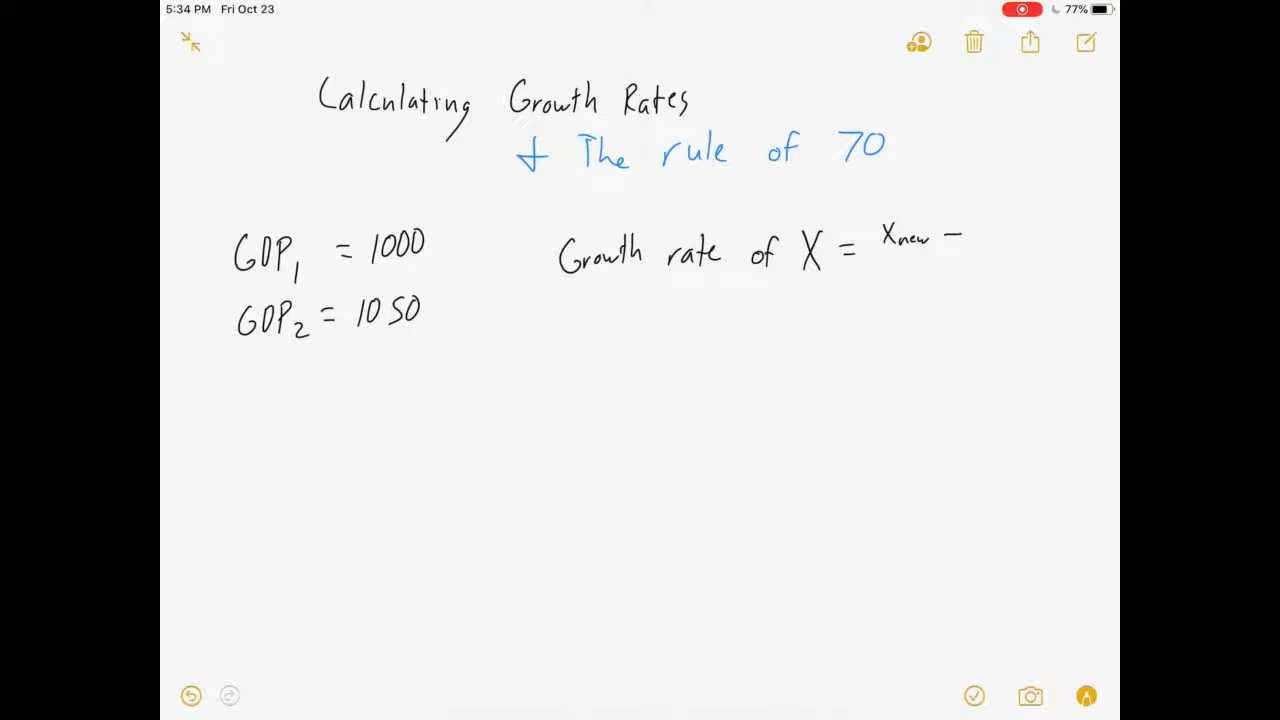 5:34 PM Fri Oct 23 77%
Calculating Growth Rates
+ The rule of 70
GDP₁ = 1000
Growth rate of X = Xnew −
GDP₂ = 1050